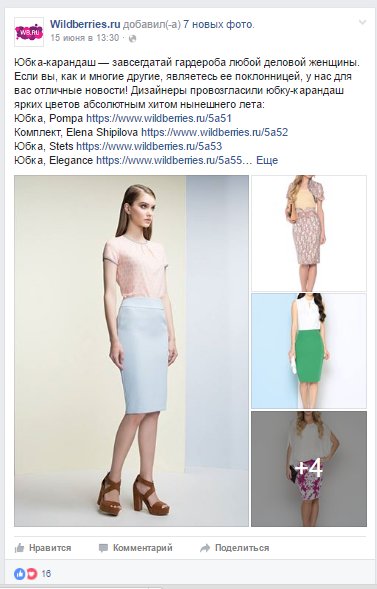 Wildberries.ru добавил(-а) 7 новых фото.
15 июня в 13:30 ·
WB.RU
Юбка-карандаш — завсегдатай гардероба любой деловой женщины.
Если вы, как и многие другие, являетесь ее поклонницей, у нас для
вас отличные новости! Дизайнеры провозгласили юбку-карандаш
ярких цветов абсолютным хитом нынешнего лета:
Юбка, Pompa https://www.wildberries.ru/5a51
Комплект, Elena Shipilova https://www.wildberries.ru/5a52
Юбка, Stets https://www.wildberries.ru/5a53
Юбка, Elegance https://www.wildberries.ru/5a55… Еще
+4
Нравится Комментарий Поделиться
16